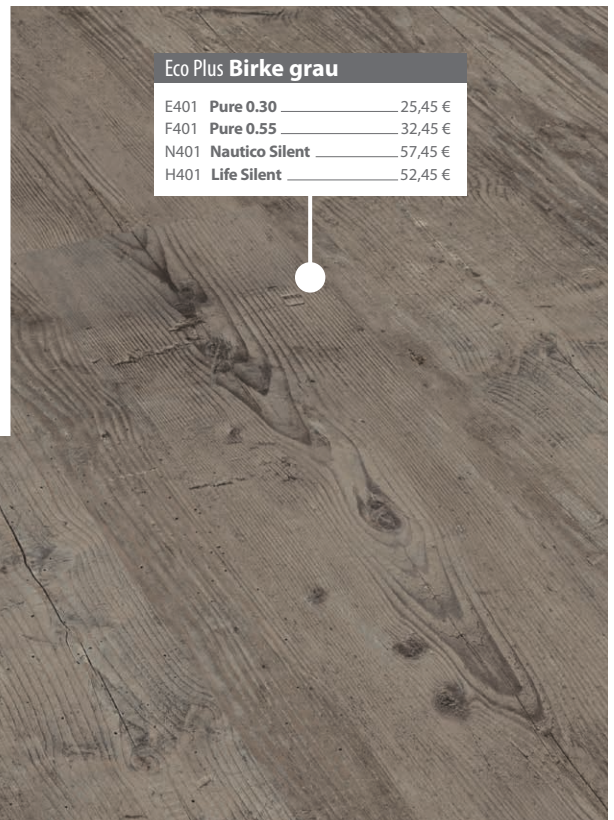 Eco Plus Birke grau
E401 Pure 0.30 25,45 €
F401 Pure 0.55 32,45 €
N401 Nautico Silent 57,45 €
H401 Life Silent 52,45 €